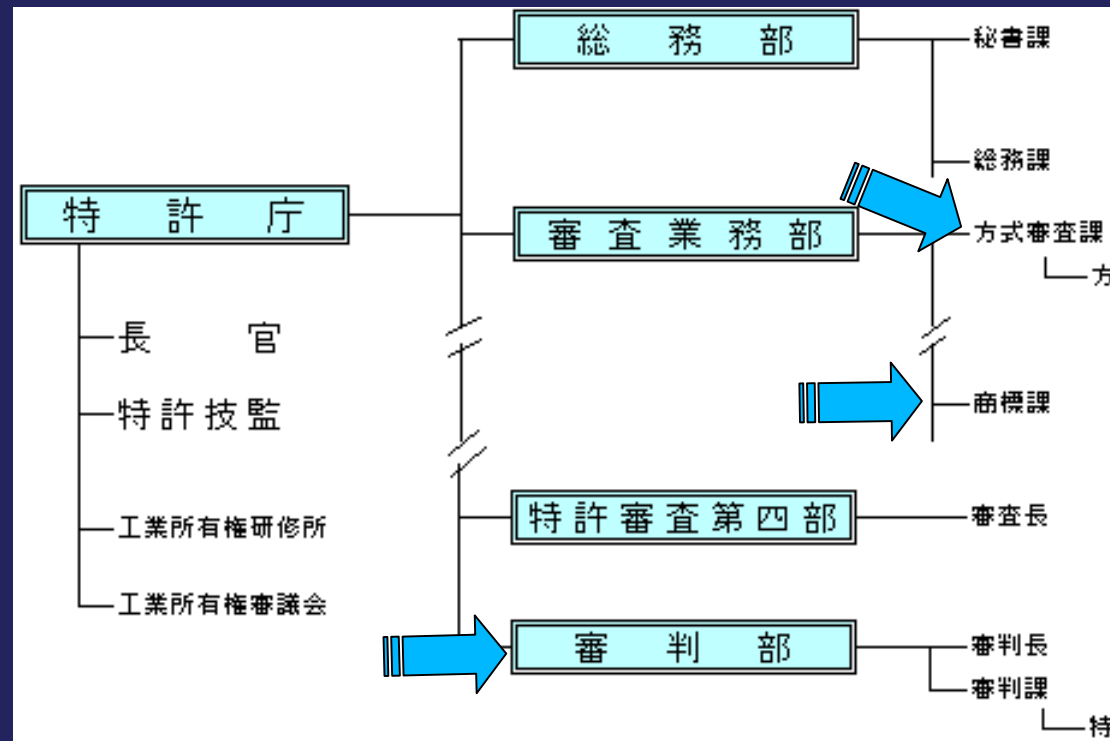 総務部
秘書課
総務課
特許庁
審査業務部
方式審査課
方
長官
特許技監
商標課
特許審査第四部
審査長
工業所有権研修所
工業所有権審議会
審判部
審判長
審判課
特